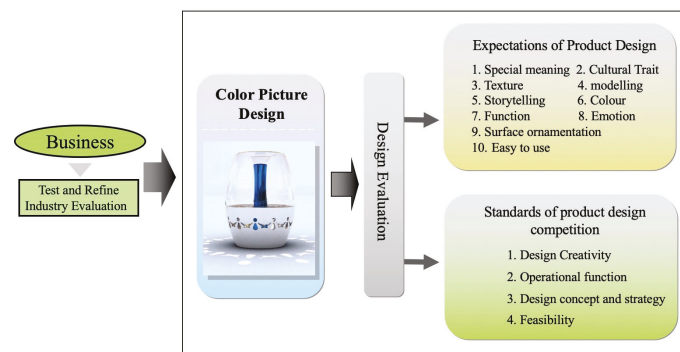 Business
Test and Refine
Industry Evaluation
Color Picture
Design
Design Evaluation
Expectations of Product Design
1. Special meaning 2. Cultural Trait
3. Texture 4. modelling
5. Storytelling 6. Colour
7. Function 8. Emotion
9. Surface ornamentation
10. Easy to use
Standards of product design
competition
1. Design Creativity
2. Operational function
3. Design concept and strategy
4. Feasibility